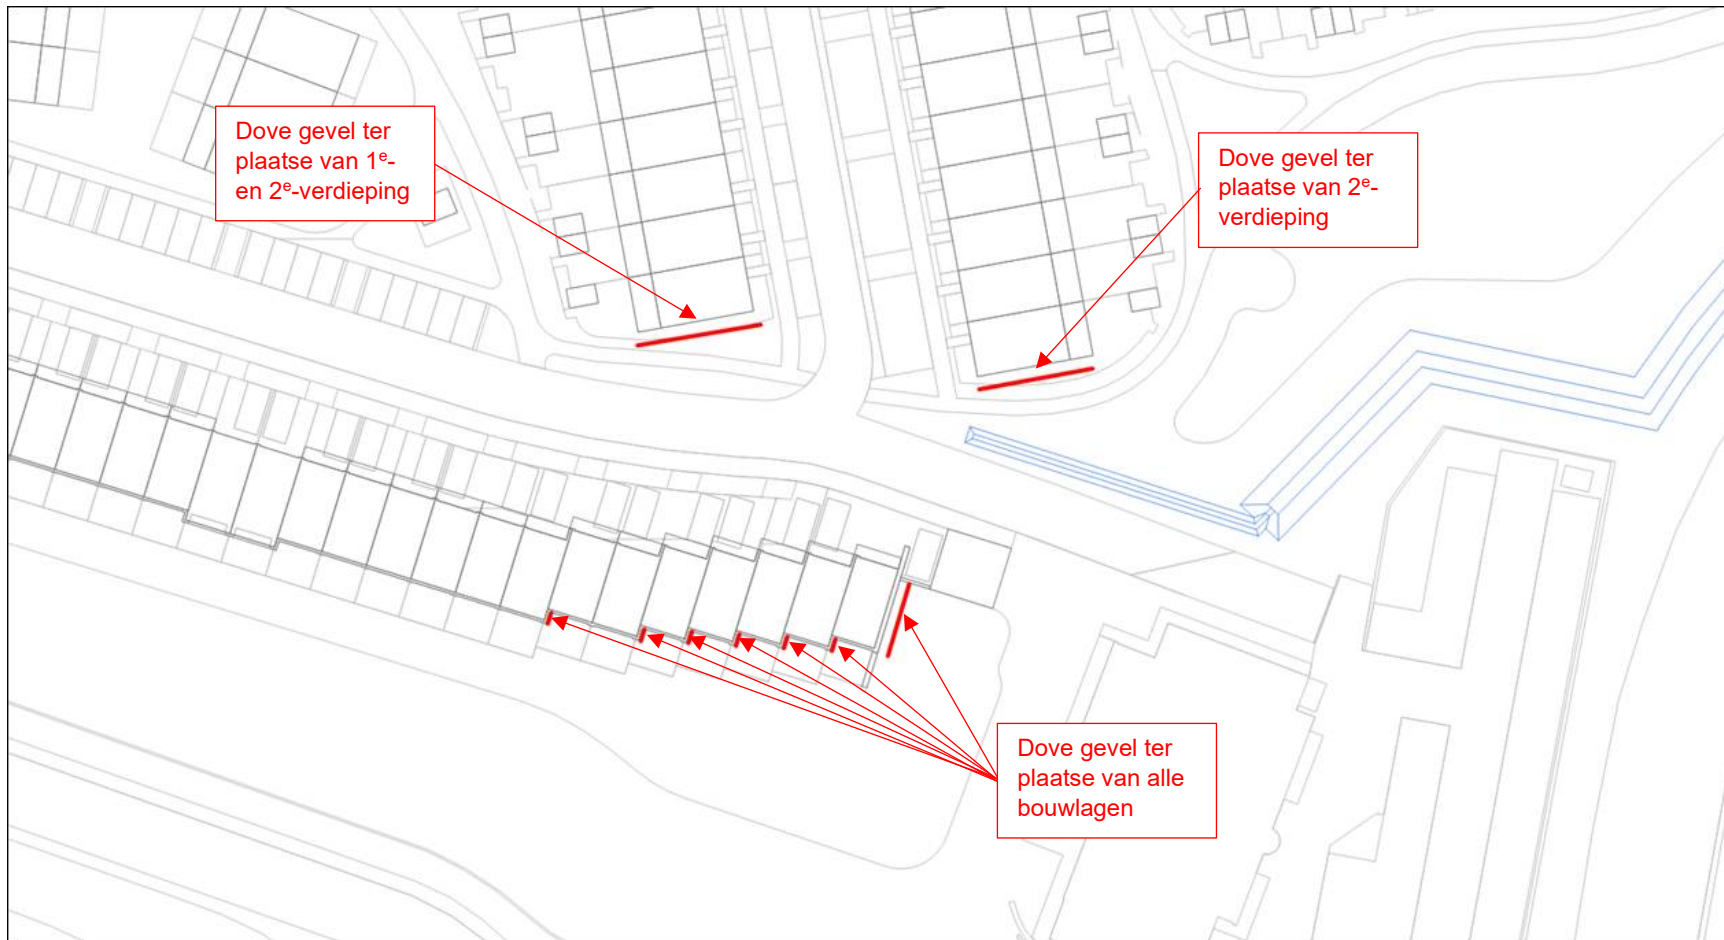 Dove gevel ter
plaatse van 1e-
en 2e-verdieping
Dove gevel ter
plaatse van 2e-
verdieping
Dove gevel ter
plaatse van alle
bouwlagen